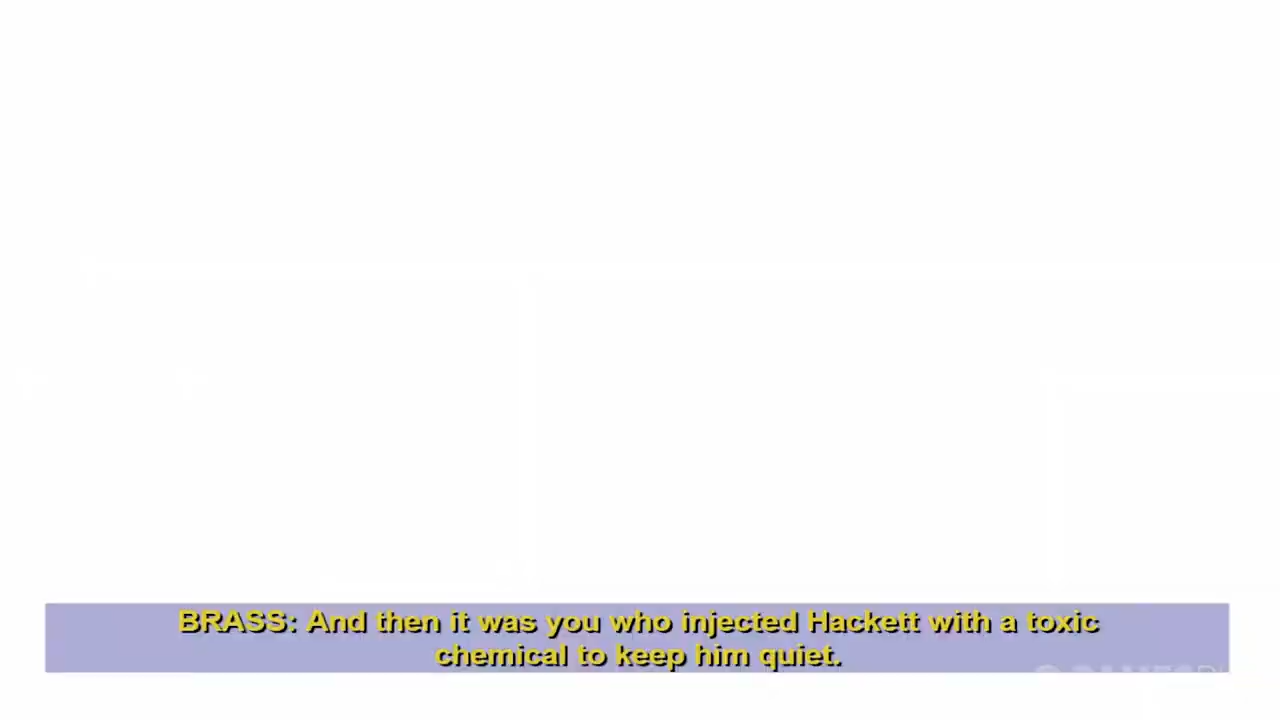 BRASS: And then it was you who injected Hackett with a toxic
chemical to keep him quiet.